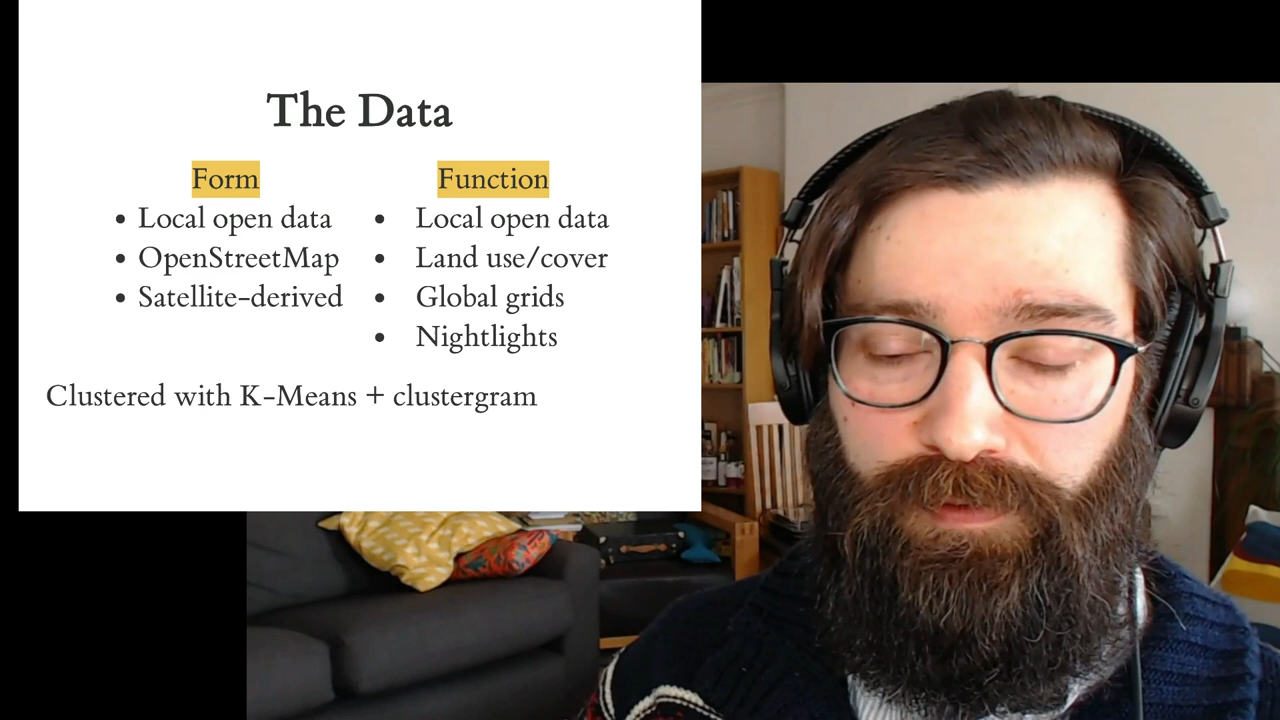 The Data
Form
• Local open data
• OpenStreetMap
• Satellite-derived
Function
• Local open data
• Land use/cover
• Global grids
• Nightlights
Clustered with K-Means + clustergram